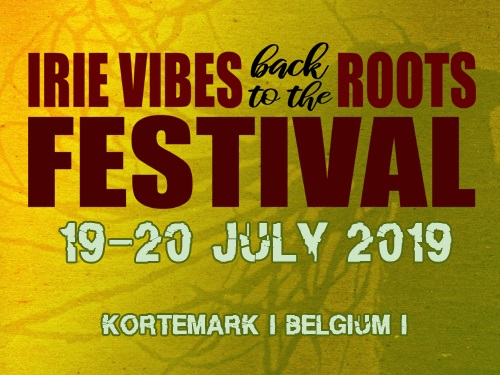 IRIE VIBES back to the ROOTS
FESTIVAL
19-20 JULY 2019
KORTEMARK | BELGIUM |